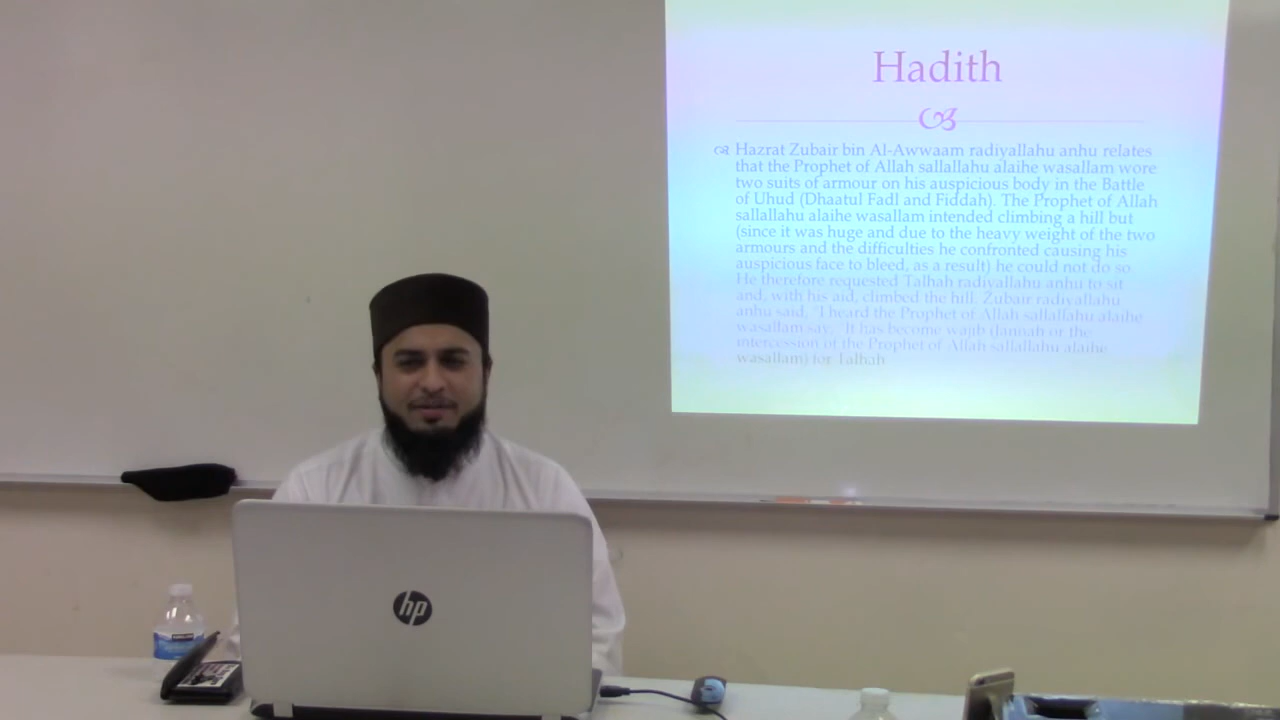 Hadith
Hazrat Zubair bin Al-Awwaam radiyallahu anhu relates
that the Prophet of Allah sallallahu alaihe wasallam wore
two suits of armour on his auspicious body in the Battle
of Uhud (Dhaatul Fadl and Fiddah). The Prophet of Allah
sallallahu alaihe wasallam intended climbing a hill but
(since it was huge and due to the heavy weight of the two
armours and the difficulties he confronted causing his
auspicious face to bleed, as a result) he could not do so.
He therefore requested Talhah radiyallahu anhu to sit
and, with his aid, climbed the hill. Zubair radiyallahu
anhu said, 'I heard the Prophet of Allah sallallahu alaihe
wasallam say: "It has become wajib (Jannah or the
intercession of the Prophet of Allah sallallahu alaihe
wasallam) for Talhah
hp